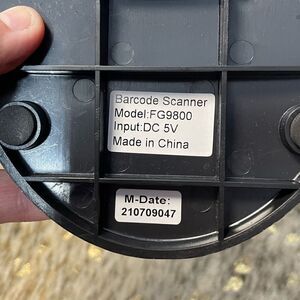 Barcode Scanner
Model:FG9800
Input:DC 5V
Made in China
M-Date:
210709047